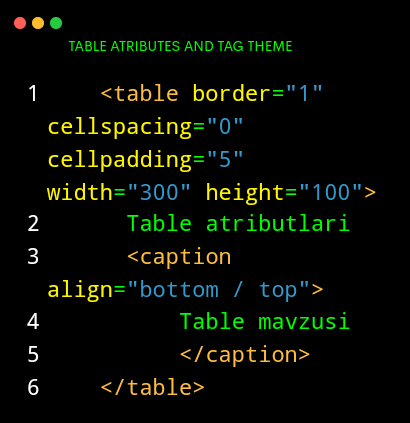 TABLE ATRIBUTES AND TAG THEME
1 <table border="1"
cellspacing="0"
cellpadding="5"
width="300" height="100">
2 Table atributlari
3 <caption
align="bottom / top">
4 Table mavzusi
5 </caption>
6 </table>